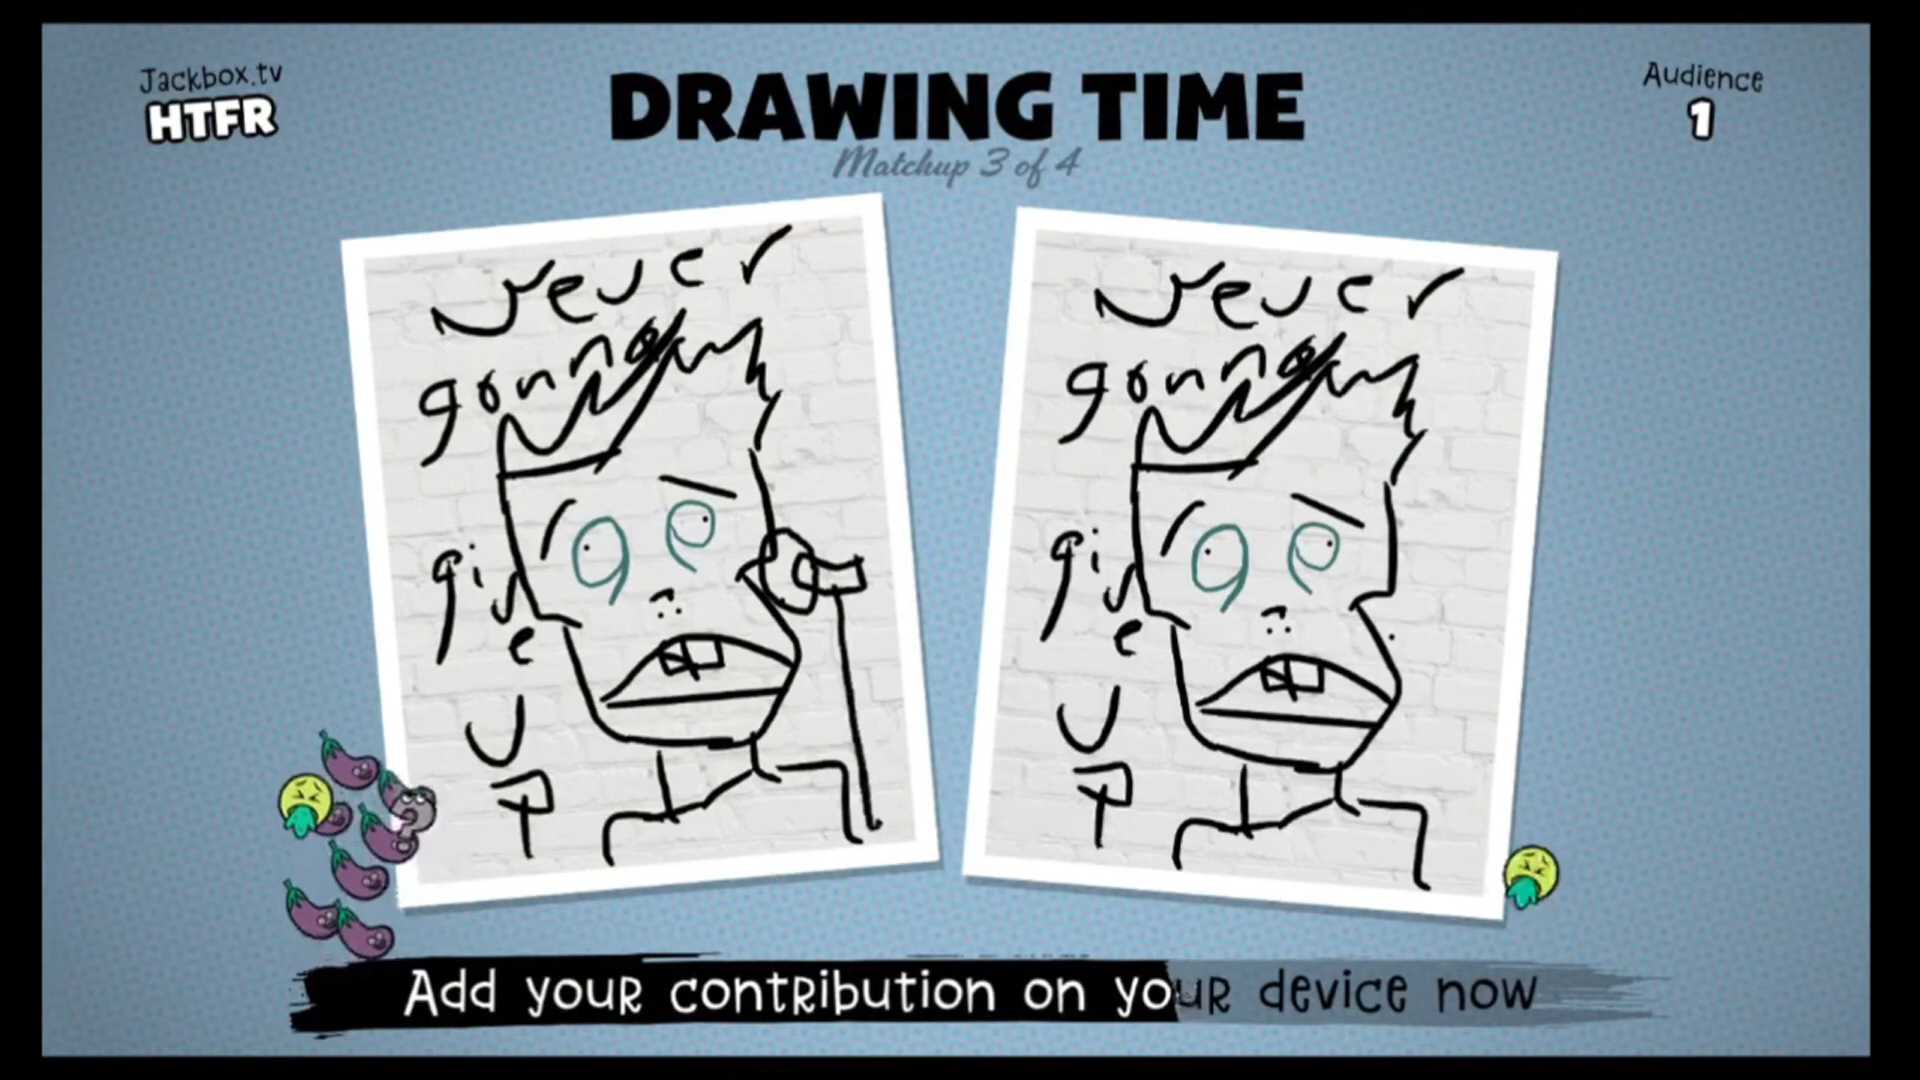 Jackbox.tv
HTFR
DRAWING TIME
Matchup 3 of 4
Audience
1
never
gonna
give
up
never
gonna
give
up
Add your contribution on your device now